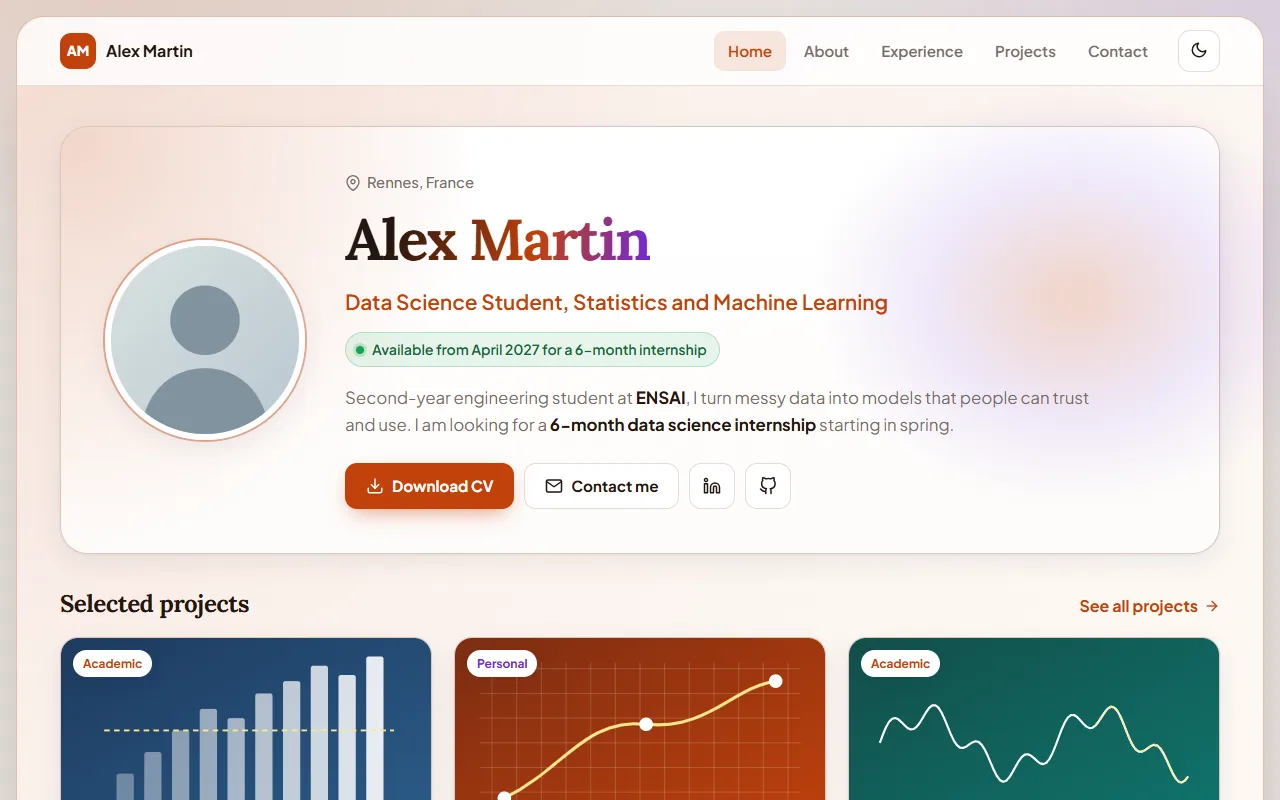 AM Alex Martin
Home About Experience Projects Contact
Rennes, France
Alex Martin
Data Science Student, Statistics and Machine Learning
Available from April 2027 for a 6-month internship
Second-year engineering student at ENSAI, I turn messy data into models that people can trust
and use. I am looking for a 6-month data science internship starting in spring.
Download CV Contact me
Selected projects
See all projects
Academic
Personal
Academic